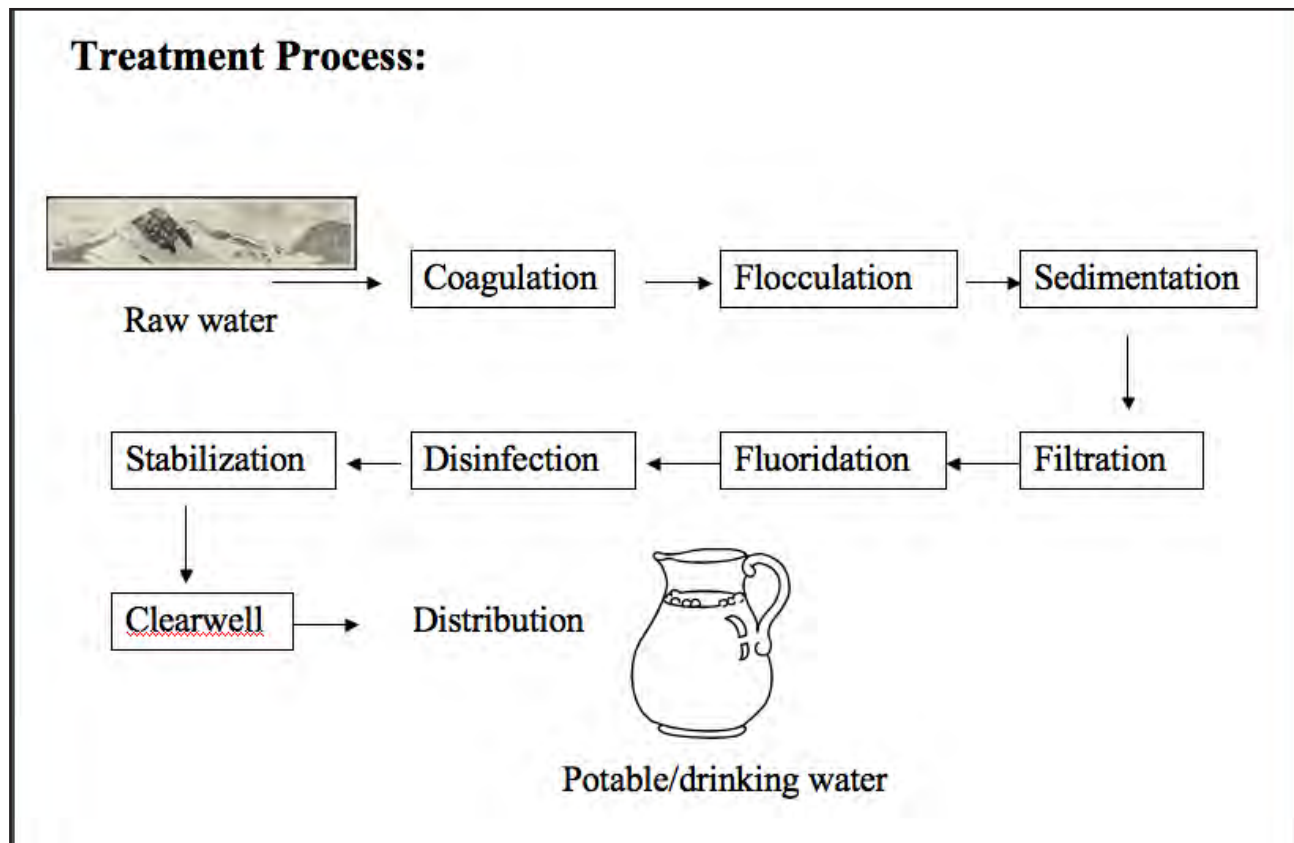 Treatment Process:
Raw water
Coagulation
Flocculation
Sedimentation
Filtration
Fluoridation
Disinfection
Stabilization
Clearwell
Distribution
Potable/drinking water